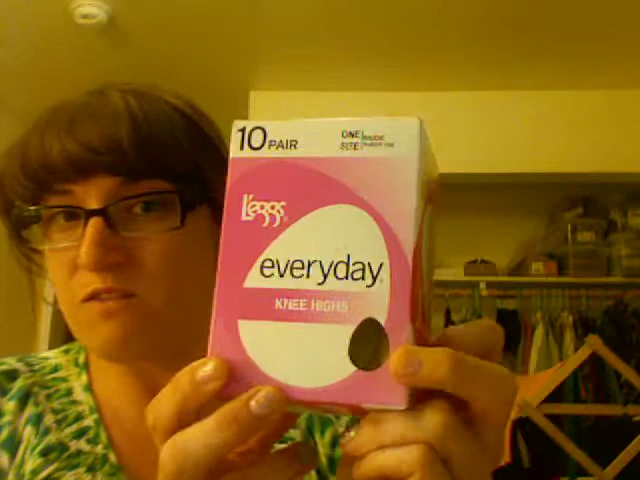 10 PAIR
ONE SIZE
L'eggs®
everyday®
KNEE HIGHS